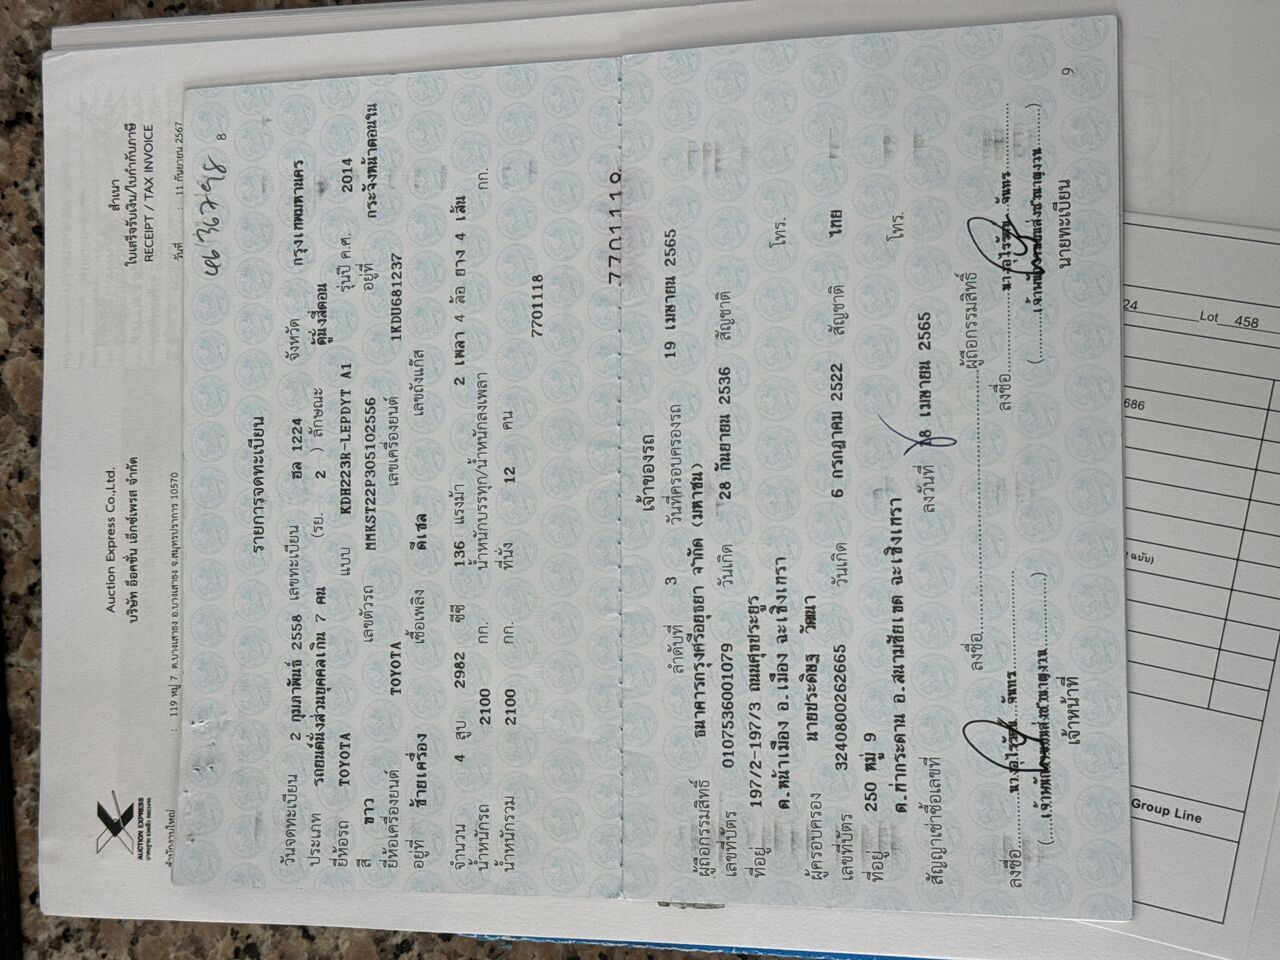 Auction Express Co.,Ltd.
บริษัท อ๊อคชั่น เอ็กซ์เพรส จำกัด
สำเนา
ใบเสร็จรับเงิน/ใบกำกับภาษี
RECEIPT / TAX INVOICE
AUCTION EXPRESS
สำนักงานใหญ่ : 119 หมู่ 7 ต.บางเสาธง อ.บางเสาธง จ.สมุทรปราการ 10570
วันที่ : 11 กันยายน 2567
8
รายการจดทะเบียน
วันจดทะเบียน 2 กุมภาพันธ์ 2558 เลขทะเบียน ฮล 1224 จังหวัด กรุงเทพมหานคร
ประเภท รถยนต์นั่งส่วนบุคคลเกิน 7 คน (รย. 2 ) ลักษณะ ตู้นั่งสี่ตอน
ยี่ห้อรถ TOYOTA แบบ KDH223R-LEPDYT A1 รุ่นปี ค.ศ. 2014
สี ขาว เลขตัวรถ MMKST22P305102556 อยู่ที่ กระจังหน้าตอนใน
ยี่ห้อเครื่องยนต์ TOYOTA เลขเครื่องยนต์ 1KDU681237
อยู่ที่ ซ้ายเครื่อง เชื้อเพลิง ดีเซล เลขถังแก๊ส
จำนวน 4 สูบ 2982 ซีซี 136 แรงม้า 2 เพลา 4 ล้อ ยาง 4 เส้น
น้ำหนักรถ 2100 กก. น้ำหนักบรรทุก/น้ำหนักลงเพลา กก.
น้ำหนักรวม 2100 กก. ที่นั่ง 12 คน
7701118
7701119
เจ้าของรถ
ลำดับที่ 3 วันที่ครอบครองรถ 19 เมษายน 2565
ผู้ถือกรรมสิทธิ์ ธนาคารกรุงศรีอยุธยา จำกัด (มหาชน)
เลขที่บัตร 0107536001079 วันเกิด 28 กันยายน 2536 สัญชาติ
ที่อยู่ 197/2-197/3 ถนนศุขประยูร
ต.หน้าเมือง อ.เมือง ฉะเชิงเทรา โทร.
ผู้ครอบครอง นายประดิษฐ วัฒนา
เลขที่บัตร 3240800262665 วันเกิด 6 กรกฎาคม 2522 สัญชาติ ไทย
ที่อยู่ 250 หมู่ 9
ต.ท่ากระดาน อ.สนามชัยเขต ฉะเชิงเทรา โทร.
สัญญาเช่าซื้อเลขที่ ลงวันที่ 08 เมษายน 2565
ลงชื่อ ผู้ถือกรรมสิทธิ์
ลงชื่อ
ลงชื่อ
เจ้าหน้าที่
นายทะเบียน
9
24 Lot 458
686
Group Line